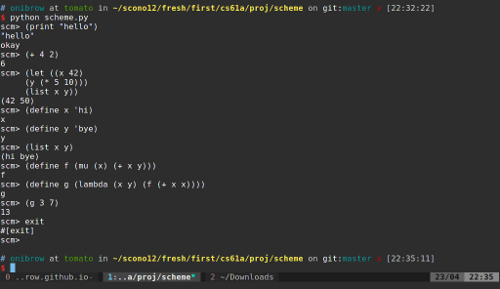 # onibrow at tomato in ~/scono12/fresh/first/cs61a/proj/scheme on git:master x [22:32:22]
$ python scheme.py
scm> (print "hello")
"hello"
okay
scm> (+ 4 2)
6
scm> (let ((x 42)
(y (* 5 10)))
(list x y))
(42 50)
scm> (define x 'hi)
x
scm> (define y 'bye)
y
scm> (list x y)
(hi bye)
scm> (define f (mu (x) (+ x y)))
f
scm> (define g (lambda (x y) (f (+ x x))))
g
scm> (g 3 7)
13
scm> exit
#[exit]
scm>
# onibrow at tomato in ~/scono12/fresh/first/cs61a/proj/scheme on git:master x [22:35:11]
$
0 ..row.github.io- 1:..a/proj/scheme* 2 ~/Downloads 23/04 22:35